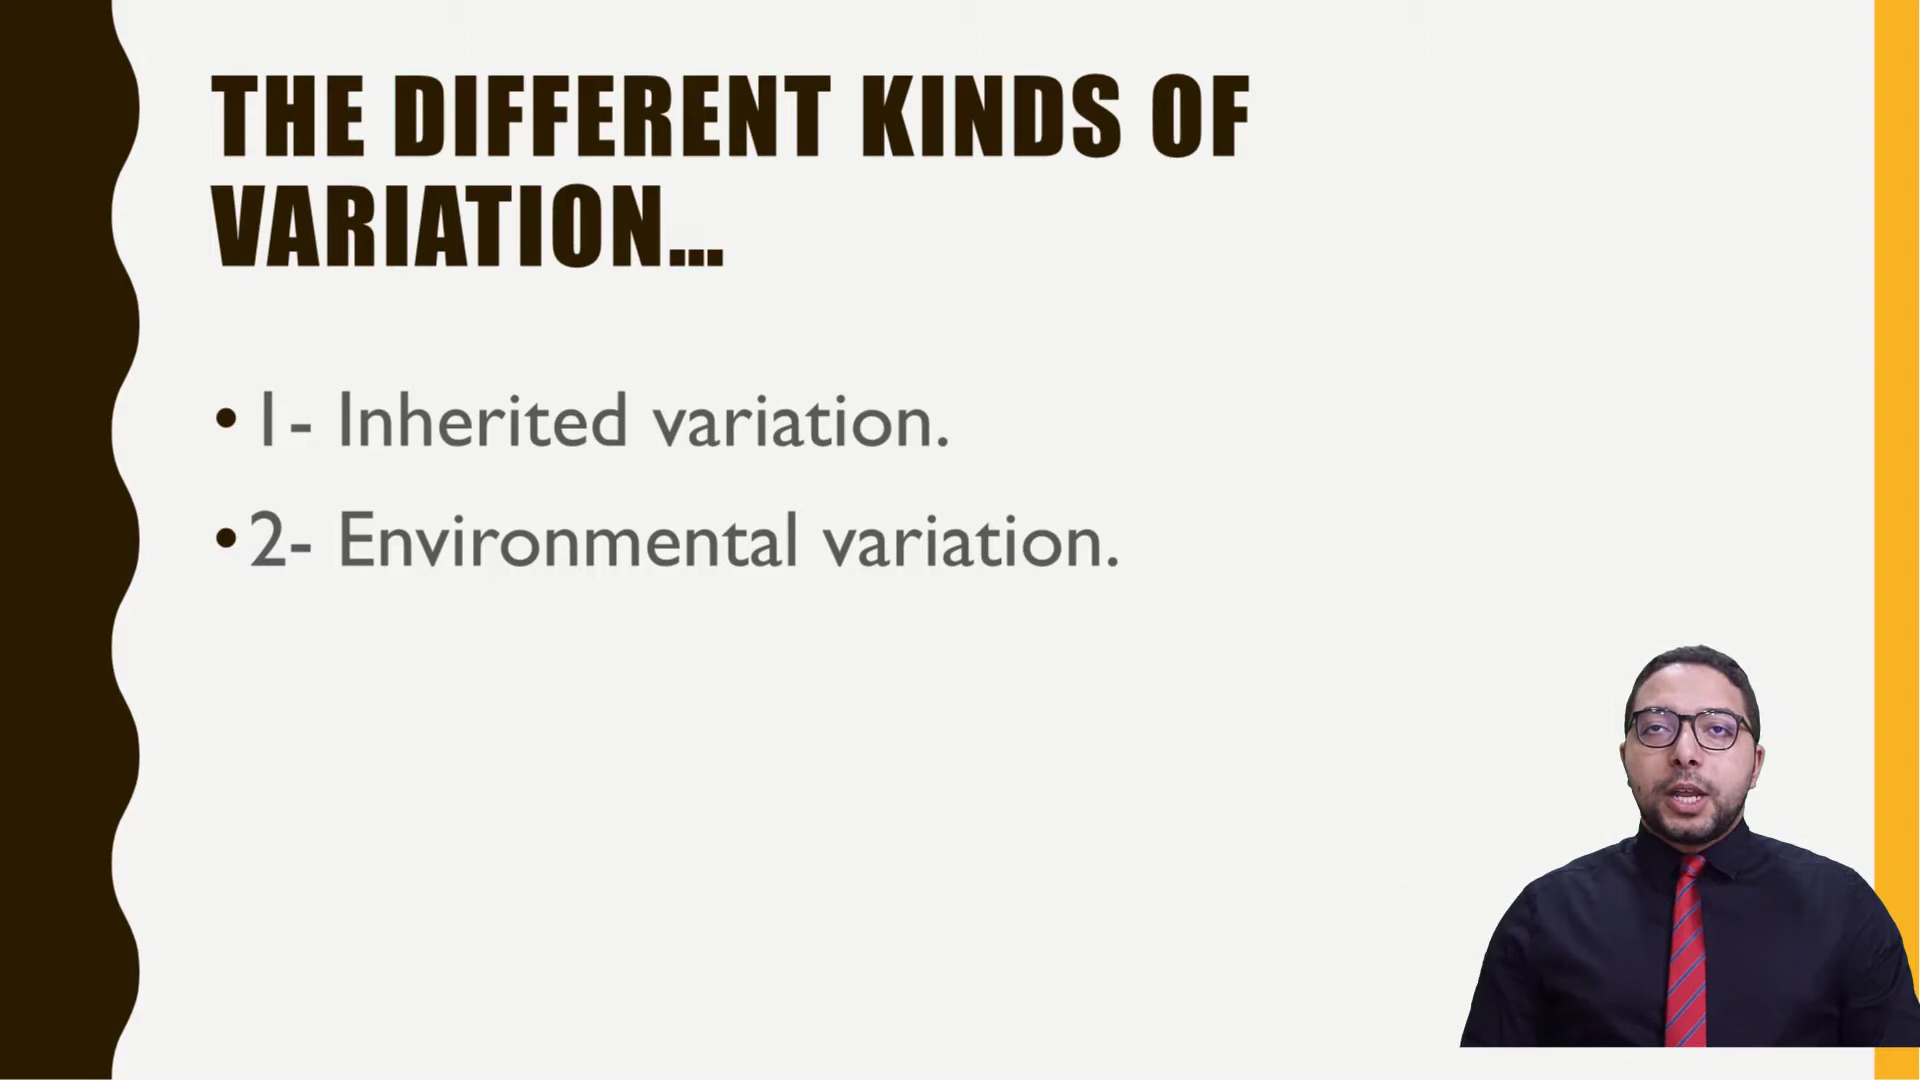 THE DIFFERENT KINDS OF
VARIATION...
• 1- Inherited variation.
• 2- Environmental variation.